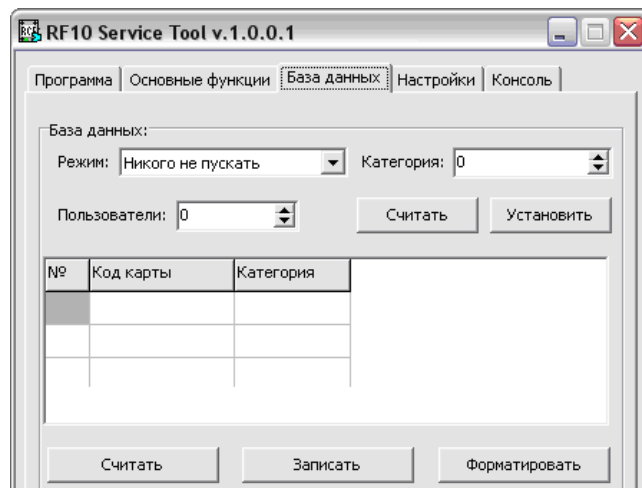 RF10 Service Tool v.1.0.0.1
Программа Основные функции База данных Настройки Консоль
База данных:
Режим: Никого не пускать Категория: 0
Пользователи: 0 Считать Установить
№ Код карты Категория
Считать Записать Форматировать